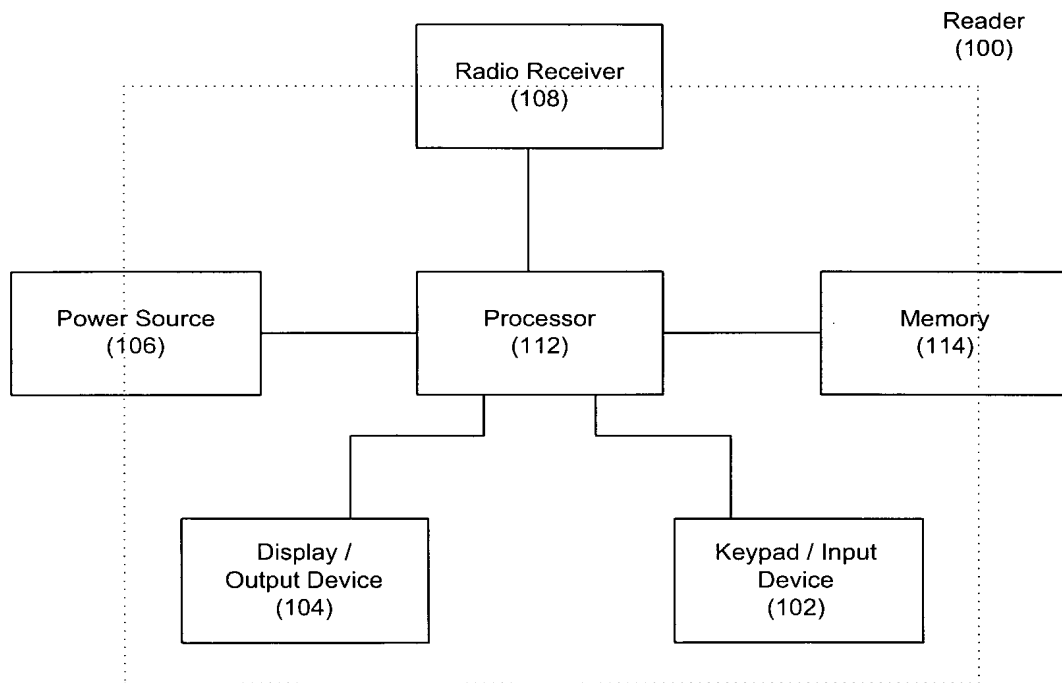 Reader
(100)
Radio Receiver
(108)
Power Source
(106)
Processor
(112)
Memory
(114)
Display /
Output Device
(104)
Keypad / Input
Device
(102)